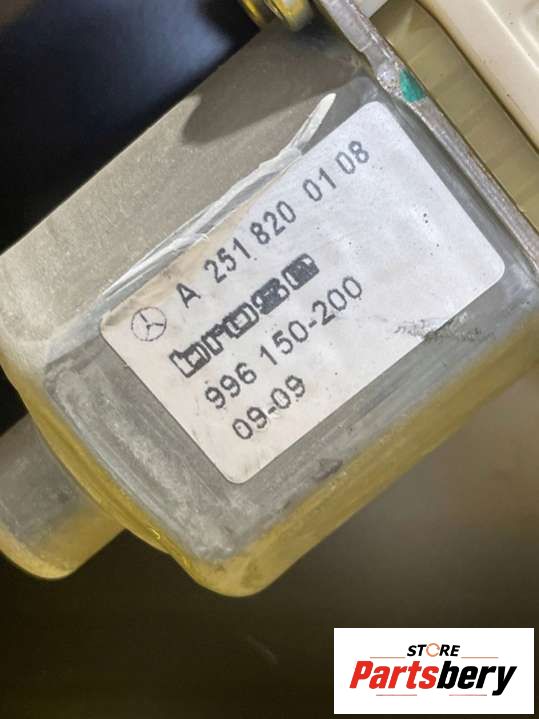 A 251 820 01 08
brose
996 150-200
09-09
STORE
Partsbery